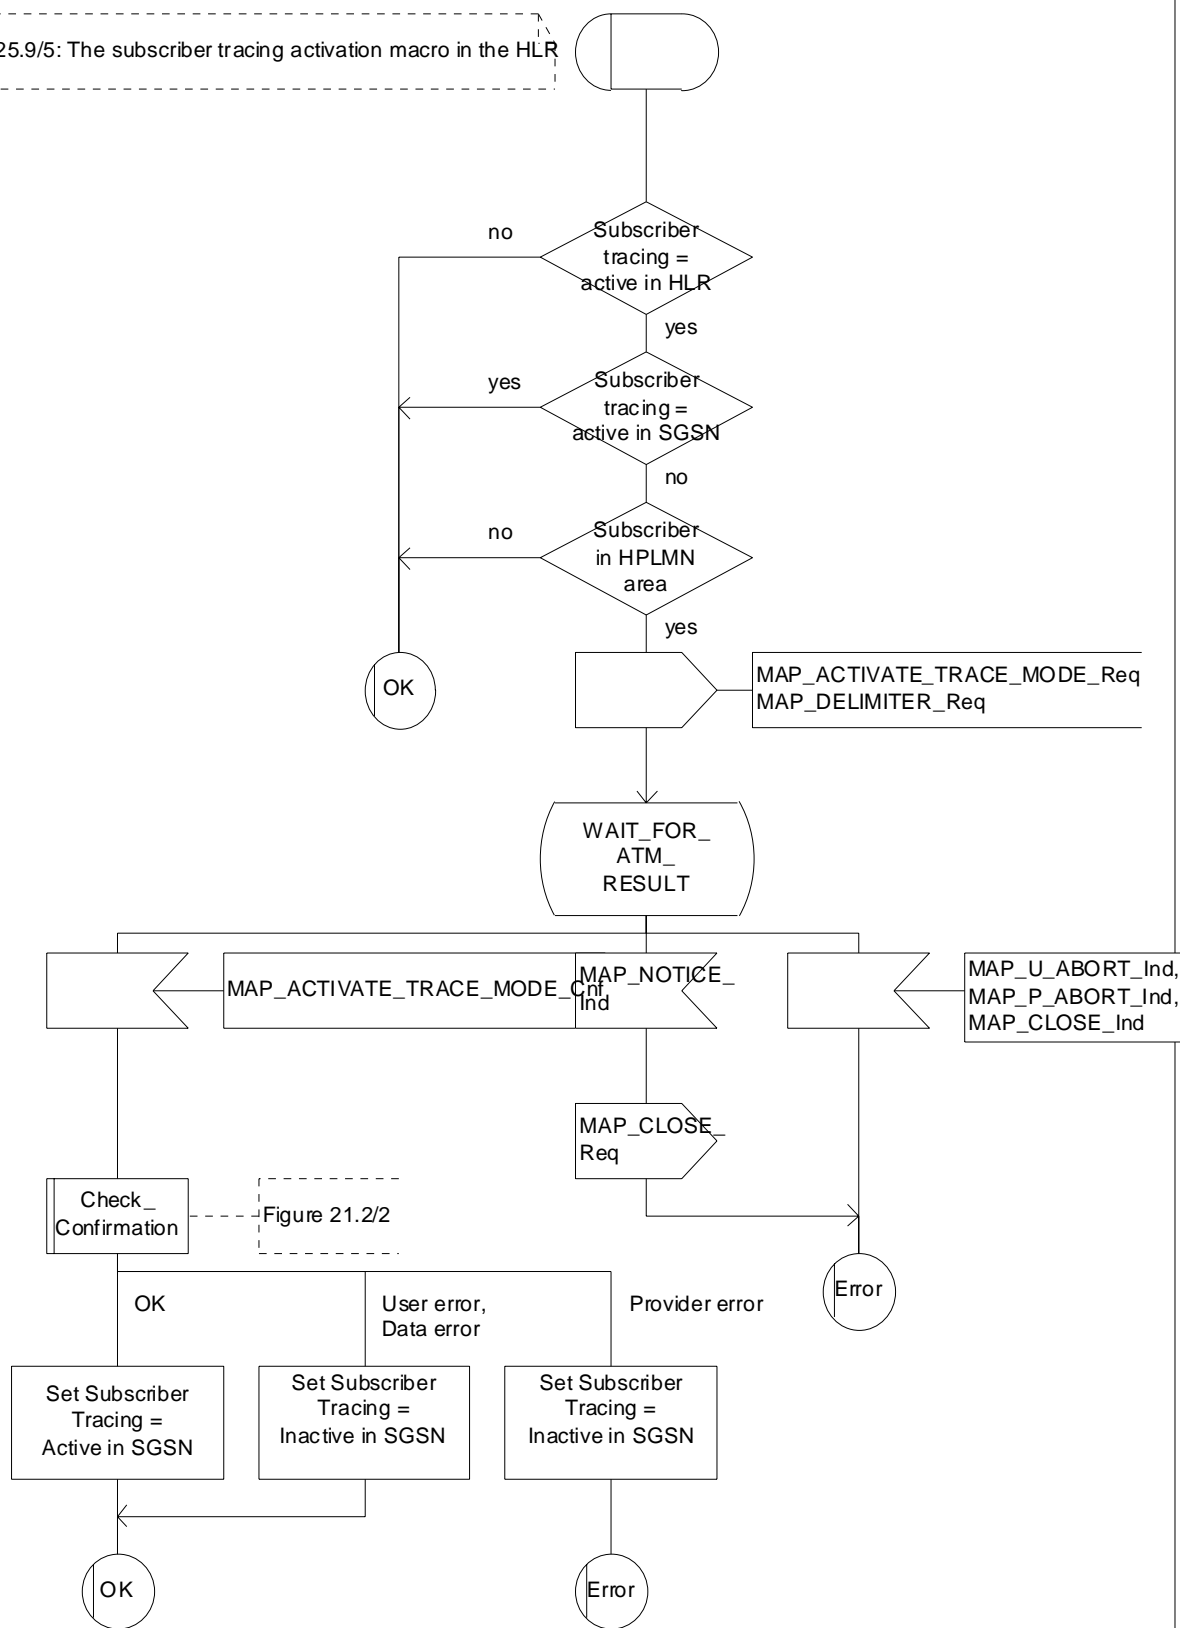 25.9/5: The subscriber tracing activation macro in the HLR
no
Subscriber
tracing =
active in HLR
yes
yes
Subscriber
tracing =
active in SGSN
no
no
Subscriber
in HPLMN
area
yes
OK
MAP_ACTIVATE_TRACE_MODE_Req
MAP_DELIMITER_Req
WAIT_FOR_
ATM_
RESULT
MAP_ACTIVATE_TRACE_MODE_Cnf
MAP_NOTICE_
Ind
MAP_U_ABORT_Ind,
MAP_P_ABORT_Ind,
MAP_CLOSE_Ind
MAP_CLOSE_
Req
Check_
Confirmation
Figure 21.2/2
Error
OK
User error,
Data error
Provider error
Set Subscriber
Tracing =
Active in SGSN
Set Subscriber
Tracing =
Inactive in SGSN
Set Subscriber
Tracing =
Inactive in SGSN
OK
Error